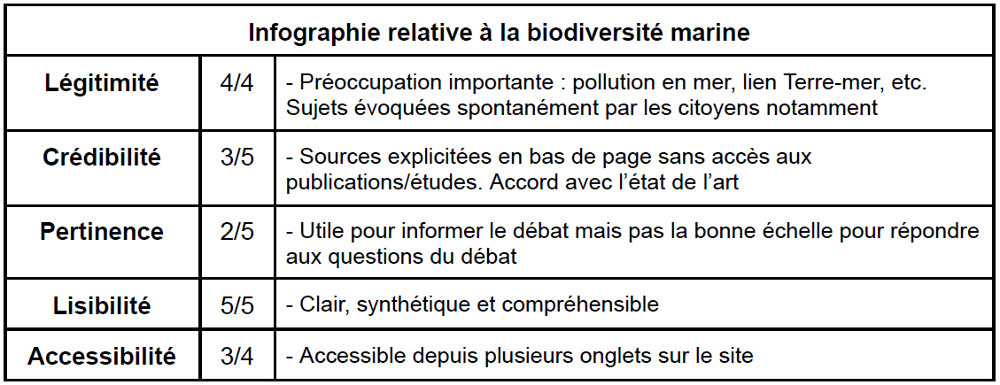 Infographie relative à la biodiversité marine
Légitimité
4/4
- Préoccupation importante : pollution en mer, lien Terre-mer, etc.
Sujets évoquées spontanément par les citoyens notamment
Crédibilité
3/5
- Sources explicitées en bas de page sans accès aux
publications/études. Accord avec l’état de l’art
Pertinence
2/5
- Utile pour informer le débat mais pas la bonne échelle pour répondre
aux questions du débat
Lisibilité
5/5
- Clair, synthétique et compréhensible
Accessibilité
3/4
- Accessible depuis plusieurs onglets sur le site